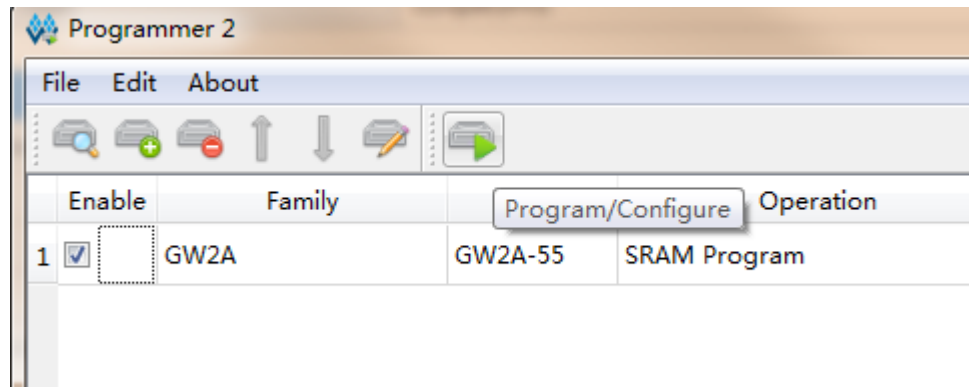 Programmer 2
File Edit About
Enable Family Program/Configure Operation
1 GW2A GW2A-55 SRAM Program